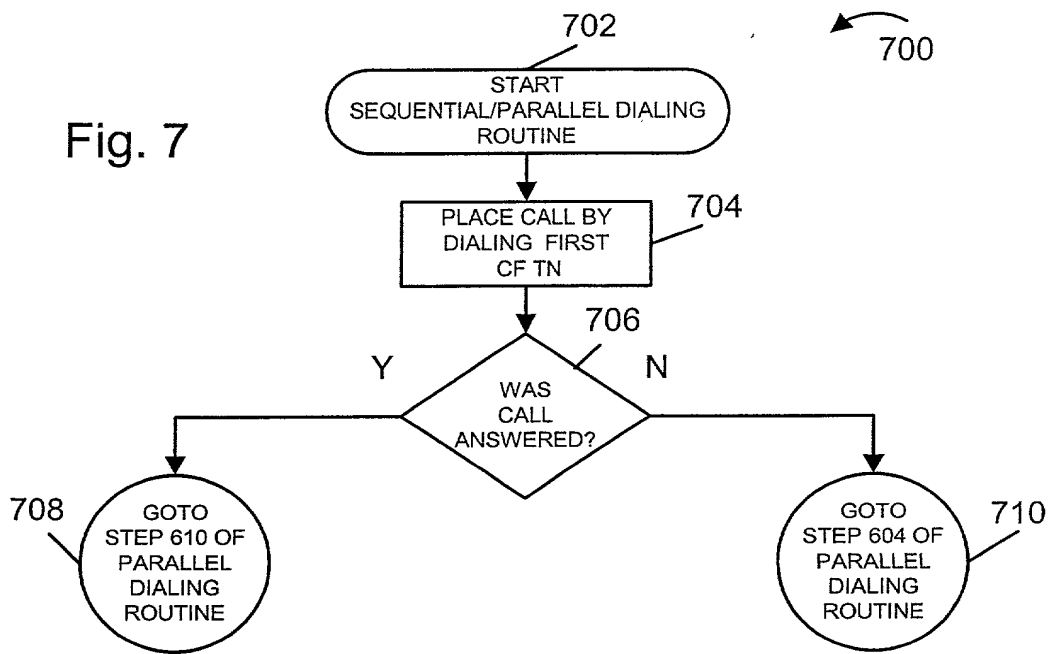 702
700
START
SEQUENTIAL/PARALLEL DIALING
ROUTINE
Fig. 7
PLACE CALL BY
DIALING FIRST
CF TN
704
706
Y
N
WAS
CALL
ANSWERED?
708
GOTO
STEP 610 OF
PARALLEL
DIALING
ROUTINE
GOTO
STEP 604 OF
PARALLEL
DIALING
ROUTINE
710